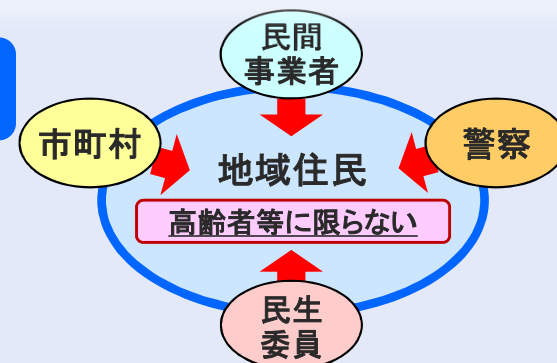 民間
事業者
市町村
警察
地域住民
高齢者等に限らない
民生
委員